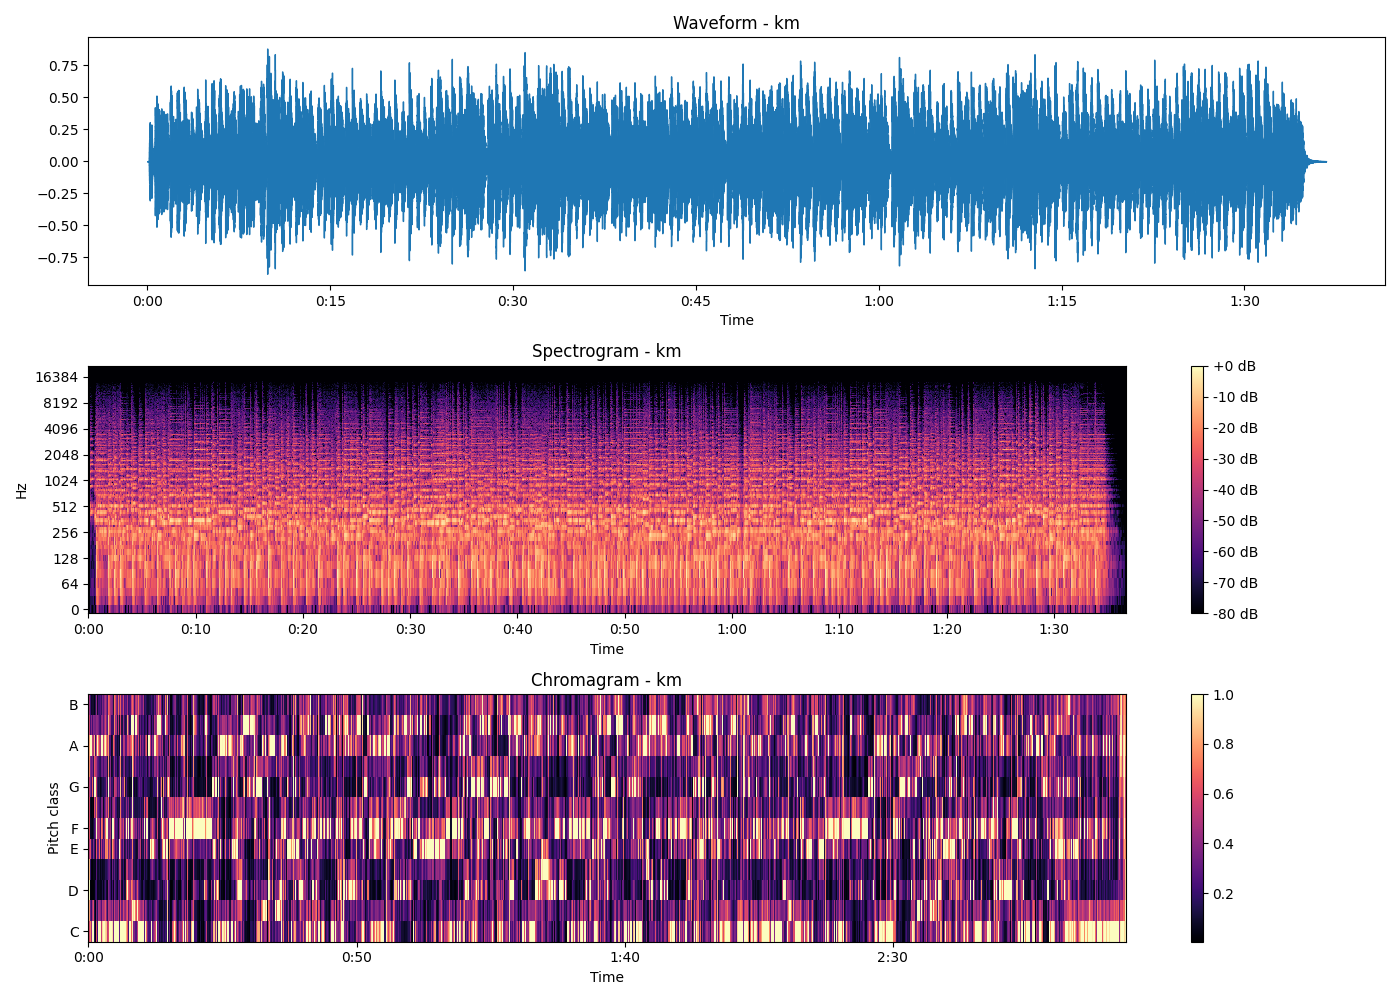 Waveform - km
0.75
0.50
0.25
0.00
−0.25
−0.50
−0.75
0:00 0:15 0:30 0:45 1:00 1:15 1:30
Time
Spectrogram - km
Hz
16384
8192
4096
2048
1024
512
256
128
64
0
0:00 0:10 0:20 0:30 0:40 0:50 1:00 1:10 1:20 1:30
Time
+0 dB
-10 dB
-20 dB
-30 dB
-40 dB
-50 dB
-60 dB
-70 dB
-80 dB
Chromagram - km
Pitch class
B
A
G
F
E
D
C
0:00 0:50 1:40 2:30
Time
1.0
0.8
0.6
0.4
0.2